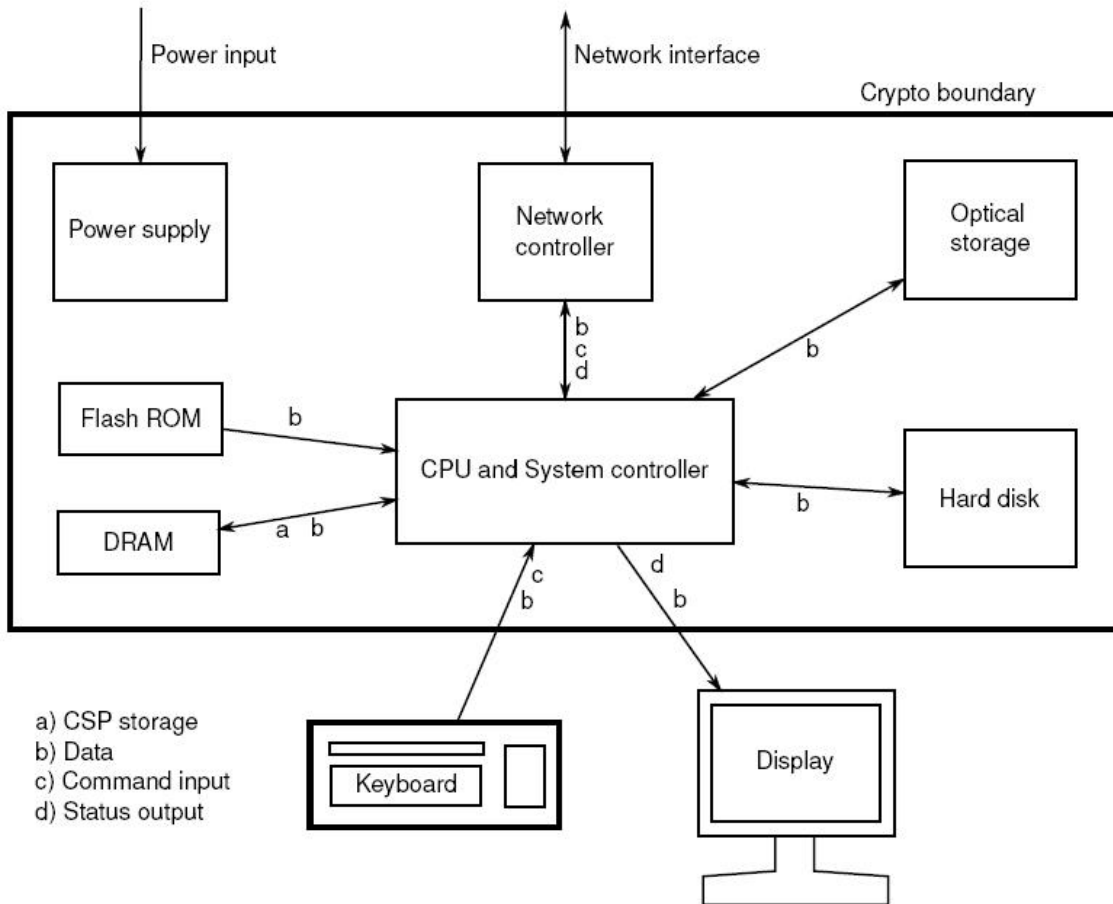 Power input
Network interface
Crypto boundary
Power supply
Network
controller
Optical
storage
b
c
d
b
Flash ROM
b
CPU and System controller
b
Hard disk
DRAM
a b
c
b
d
b
a) CSP storage
b) Data
c) Command input
d) Status output
Keyboard
Display